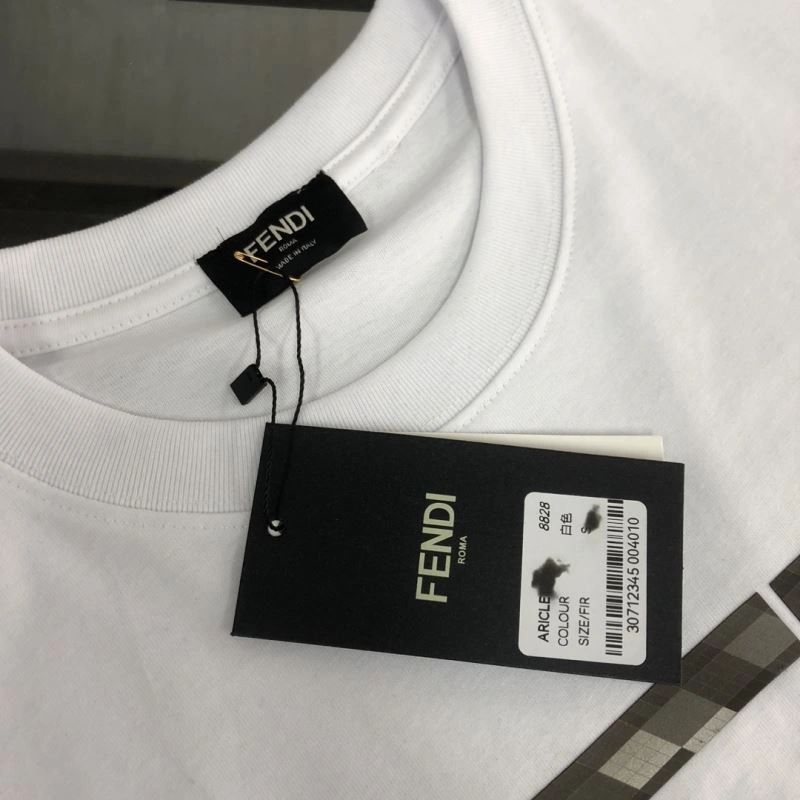 FENDI
ROMA
MADE IN ITALY
FENDI
ROMA
ARICLE 8828
COLOUR 白色
SIZE/FIR S
30712345 004010